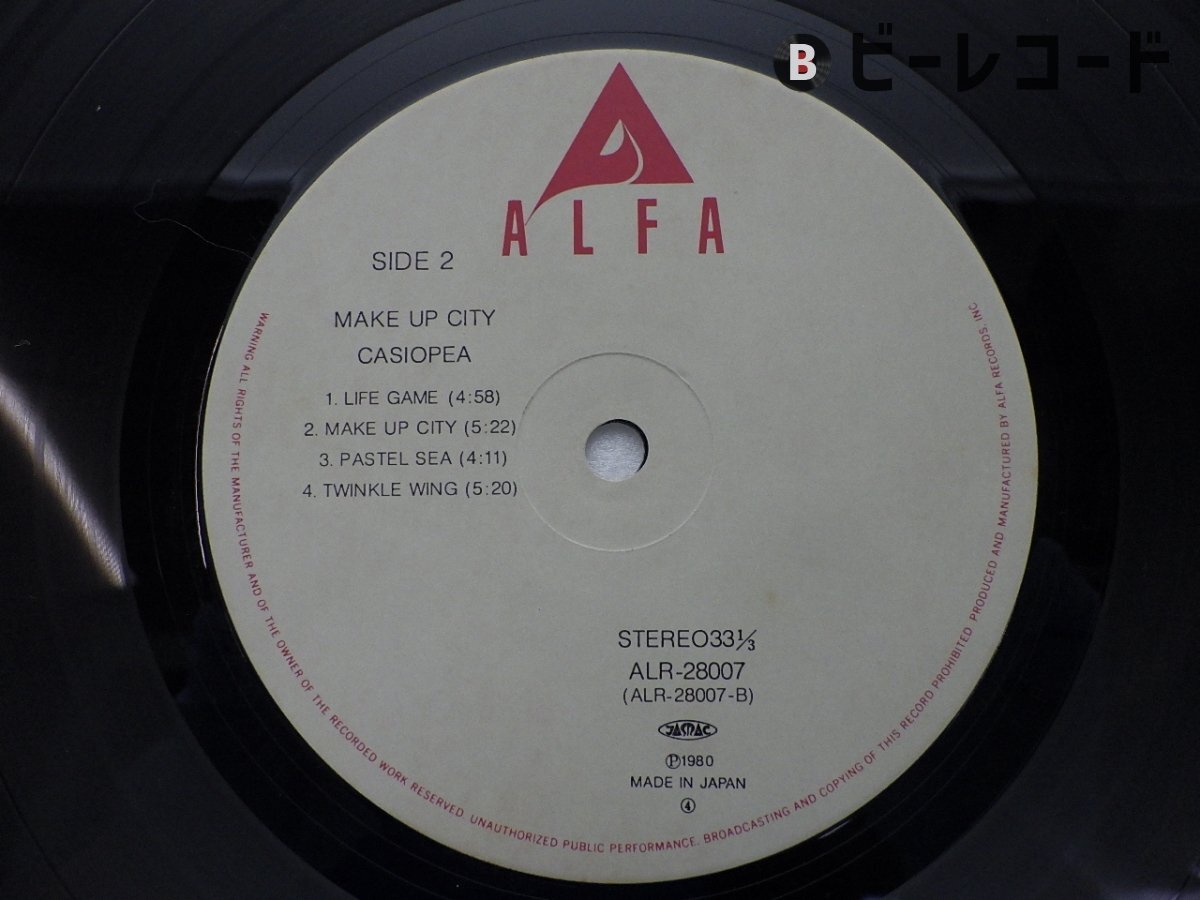 B ビーレコード
ALFA
SIDE 2
MAKE UP CITY
CASIOPEA
1. LIFE GAME (4:58)
2. MAKE UP CITY (5:22)
3. PASTEL SEA (4:11)
4. TWINKLE WING (5:20)
STEREO33⅓
ALR-28007
(ALR-28007-B)
JASRAC
Ⓟ1980
MADE IN JAPAN
④
WARNING ALL RIGHTS OF THE MANUFACTURER AND OF THE OWNER OF THE RECORDED WORK RESERVED. UNAUTHORIZED PUBLIC PERFORMANCE. BROADCASTING AND COPYING OF THIS RECORD PROHIBITED. PRODUCED AND MANUFACTURED BY ALFA RECORDS, INC.